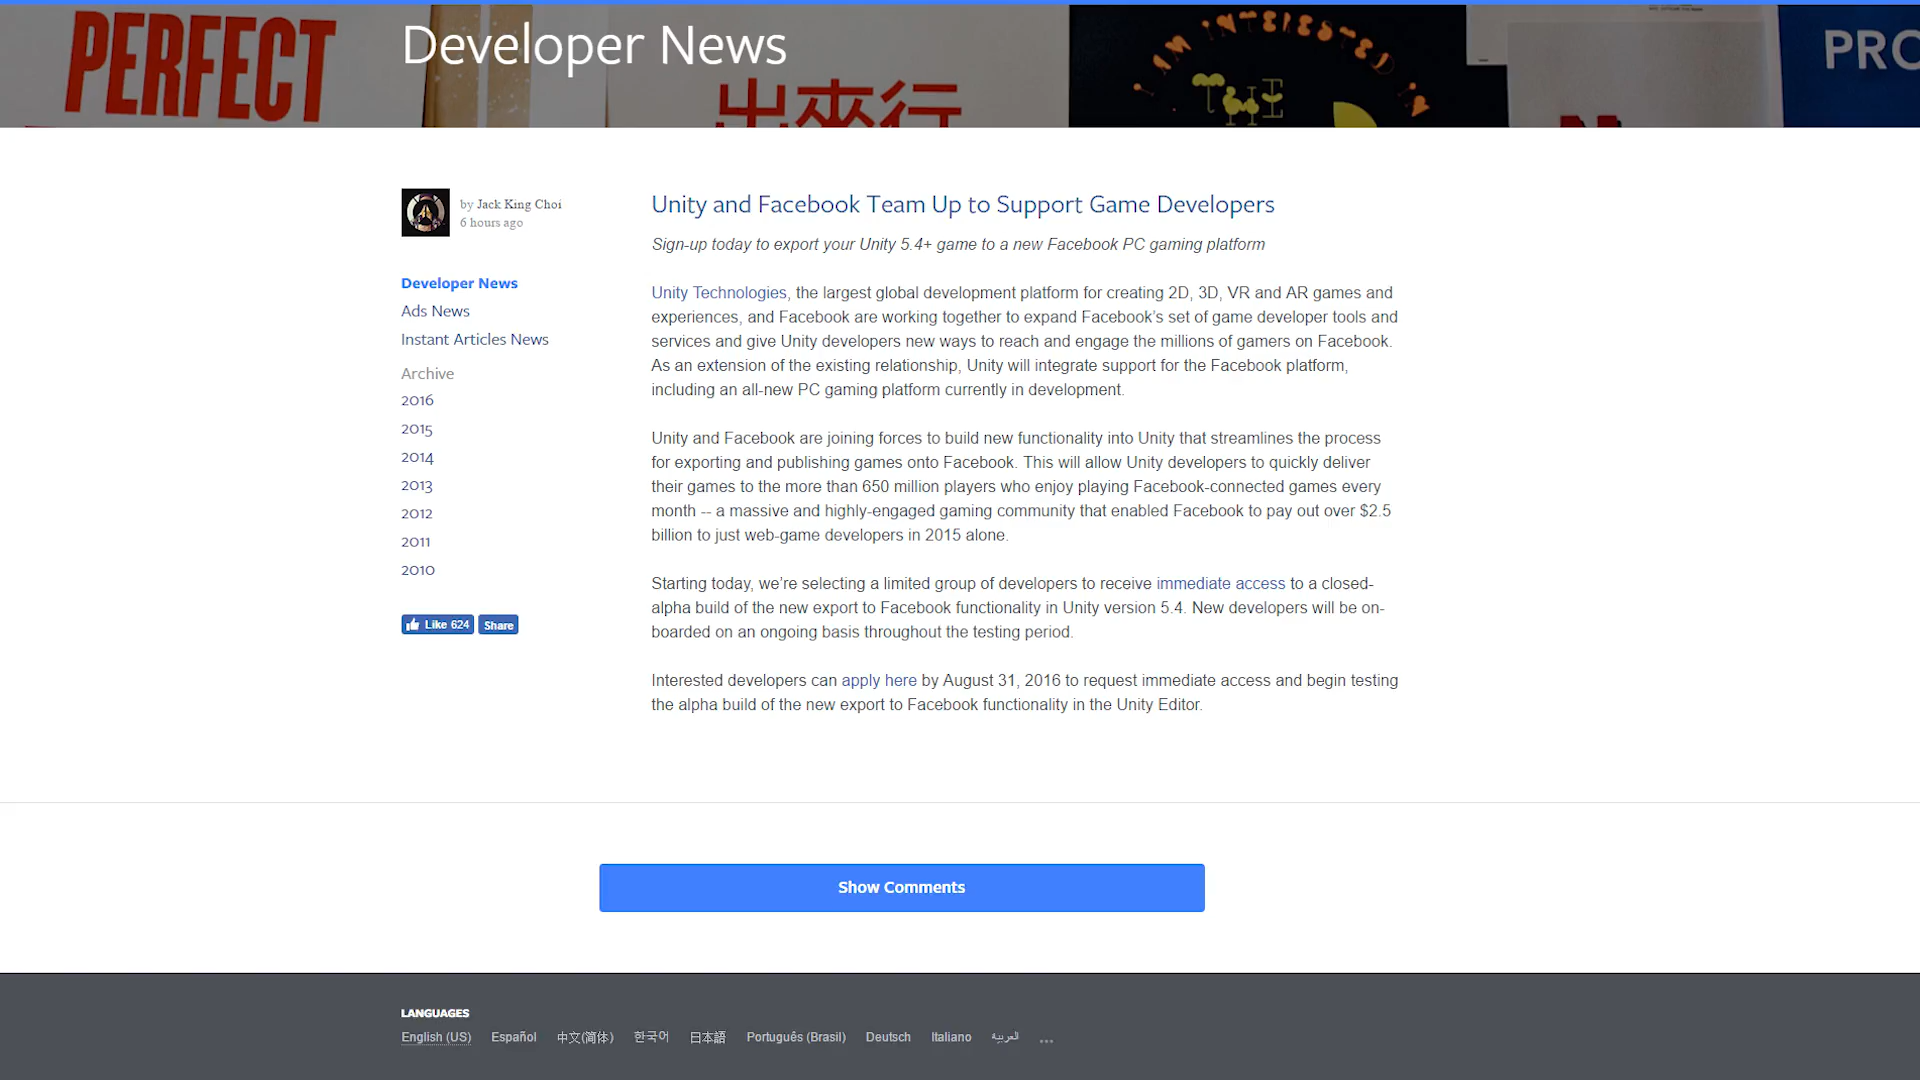 PERFECT
Developer News
出來行
I AM INTERESTED IN
THE
PRO
by Jack King Choi
6 hours ago
Developer News
Ads News
Instant Articles News
Archive
2016
2015
2014
2013
2012
2011
2010
Like 624 Share
Unity and Facebook Team Up to Support Game Developers
Sign-up today to export your Unity 5.4+ game to a new Facebook PC gaming platform
Unity Technologies, the largest global development platform for creating 2D, 3D, VR and AR games and
experiences, and Facebook are working together to expand Facebook’s set of game developer tools and
services and give Unity developers new ways to reach and engage the millions of gamers on Facebook.
As an extension of the existing relationship, Unity will integrate support for the Facebook platform,
including an all-new PC gaming platform currently in development.
Unity and Facebook are joining forces to build new functionality into Unity that streamlines the process
for exporting and publishing games onto Facebook. This will allow Unity developers to quickly deliver
their games to the more than 650 million players who enjoy playing Facebook-connected games every
month -- a massive and highly-engaged gaming community that enabled Facebook to pay out over $2.5
billion to just web-game developers in 2015 alone.
Starting today, we’re selecting a limited group of developers to receive immediate access to a closed-
alpha build of the new export to Facebook functionality in Unity version 5.4. New developers will be on-
boarded on an ongoing basis throughout the testing period.
Interested developers can apply here by August 31, 2016 to request immediate access and begin testing
the alpha build of the new export to Facebook functionality in the Unity Editor.
Show Comments
LANGUAGES
English (US) Español 中文(简体) 한국어 日本語 Português (Brasil) Deutsch Italiano العربية ...